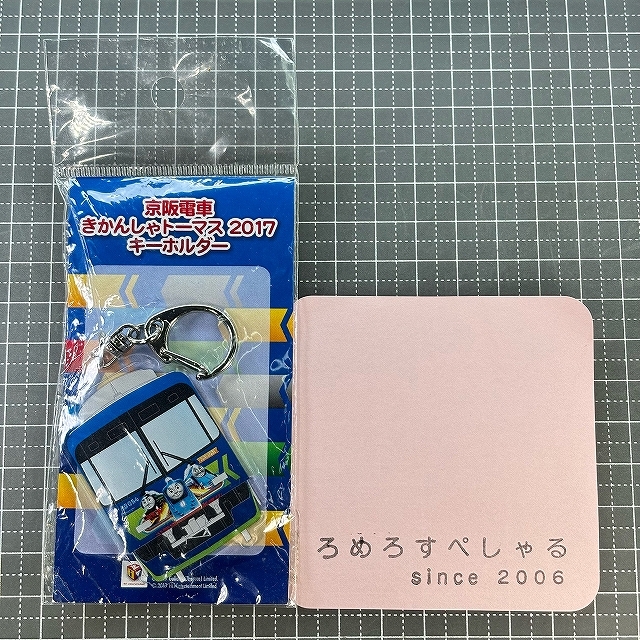 京阪電車
きかんしゃトーマス 2017
キーホルダー
ろめろすぺしゃる
since 2006